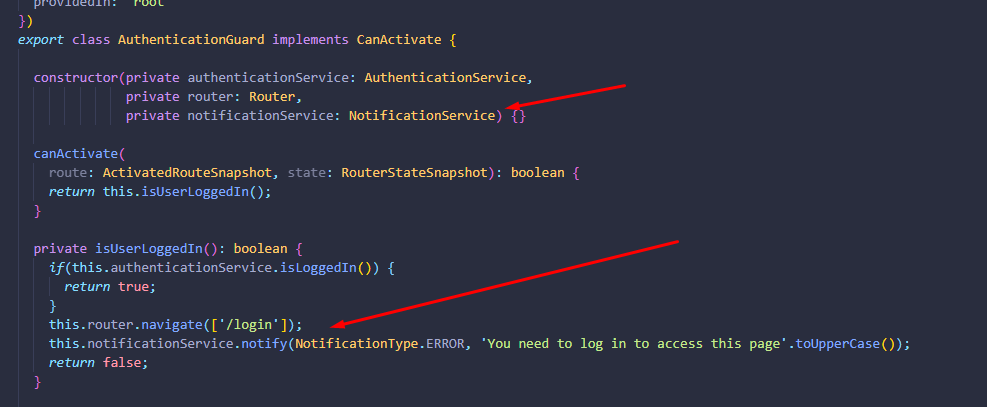 providedIn: 'root'
})
export class AuthenticationGuard implements CanActivate {
constructor(private authenticationService: AuthenticationService,
private router: Router,
private notificationService: NotificationService) {}
canActivate(
route: ActivatedRouteSnapshot, state: RouterStateSnapshot): boolean {
return this.isUserLoggedIn();
}
private isUserLoggedIn(): boolean {
if(this.authenticationService.isLoggedIn()) {
return true;
}
this.router.navigate(['/login']);
this.notificationService.notify(NotificationType.ERROR, 'You need to log in to access this page'.toUpperCase());
return false;
}